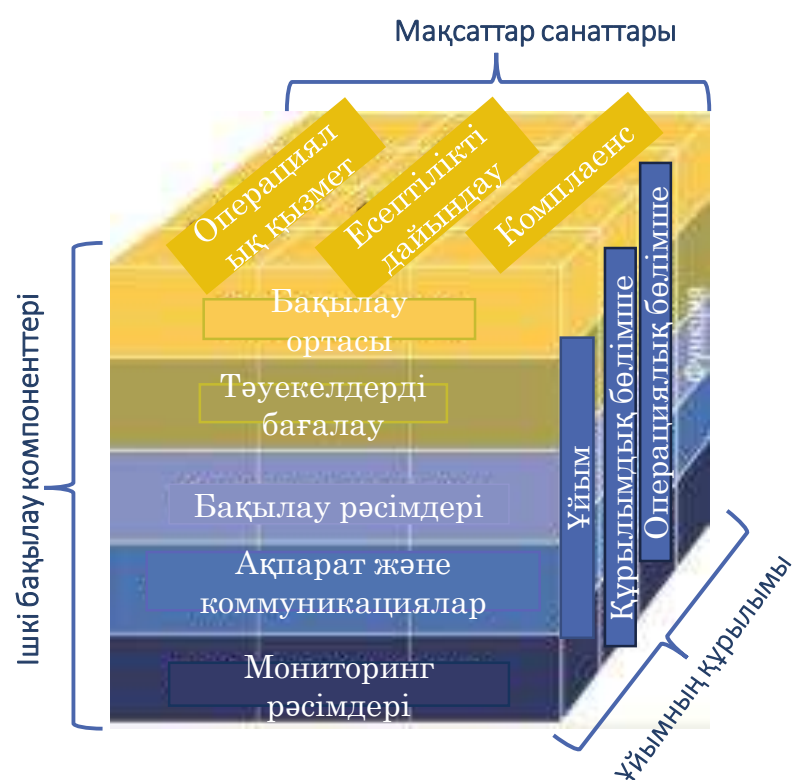 Мақсаттар санаттары
Операциял
ық қызмет
Есептілікті
дайындау
Комплаенс
Ішкі бақылау компоненттері
Бақылау
ортасы
Тәуекелдерді
бағалау
Бақылау рәсімдері
Ақпарат және
коммуникациялар
Мониторинг
рәсімдері
Ұйым
Құрылымдық бөлімше
Операциялық бөлімше
Ұйымның құрылымы